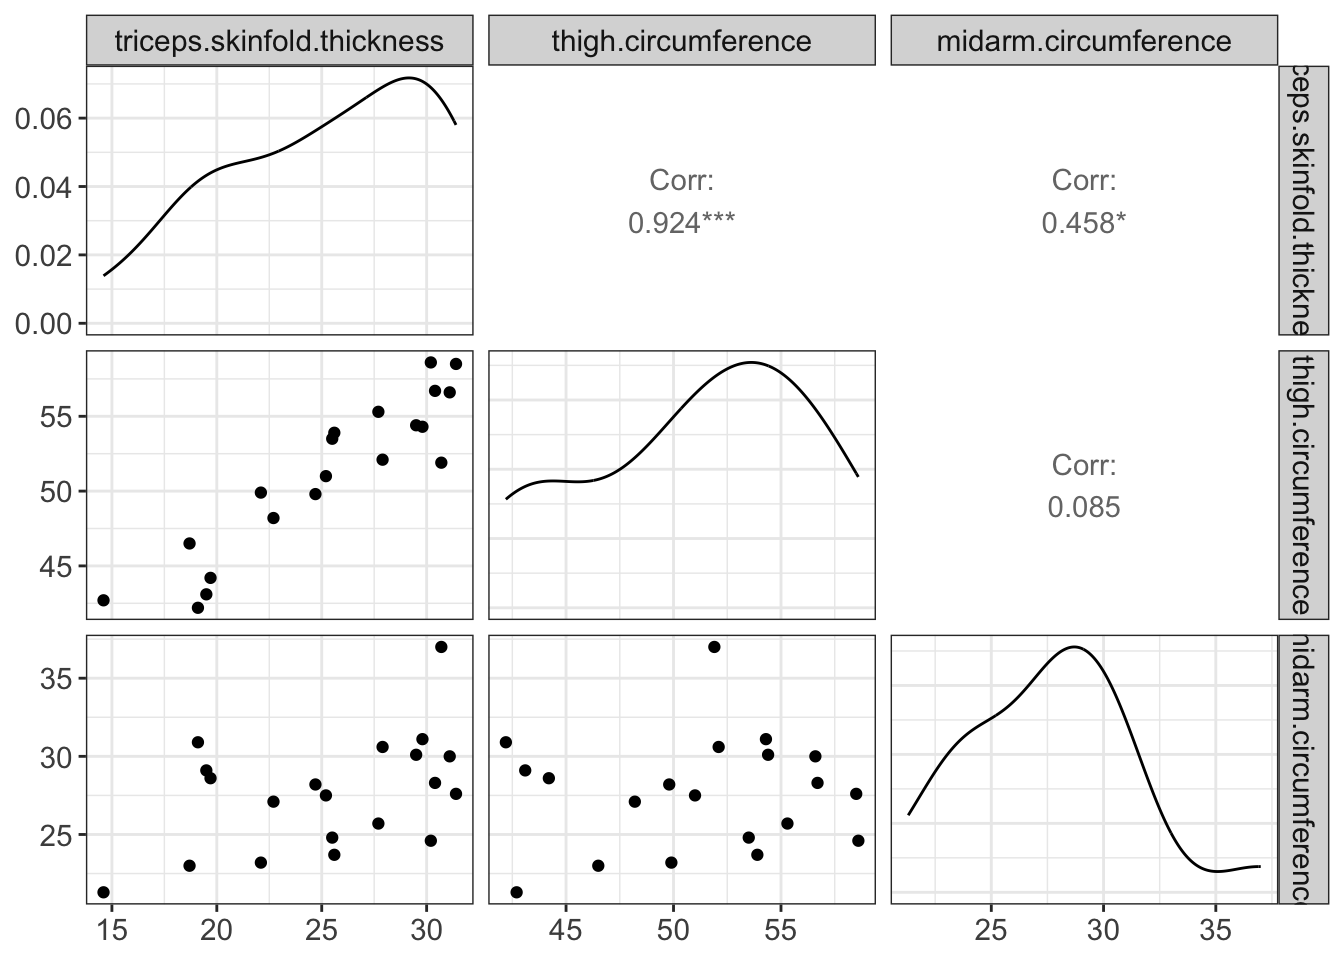 triceps.skinfold.thickness thigh.circumference midarm.circumference
0.06
0.04
0.02
0.00
Corr:
0.924***
Corr:
0.458*
ceps.skinfold.thickne
55
50
45
Corr:
0.085
thigh.circumference
35
30
25
midarm.circumferenc
15 20 25 30 45 50 55 25 30 35